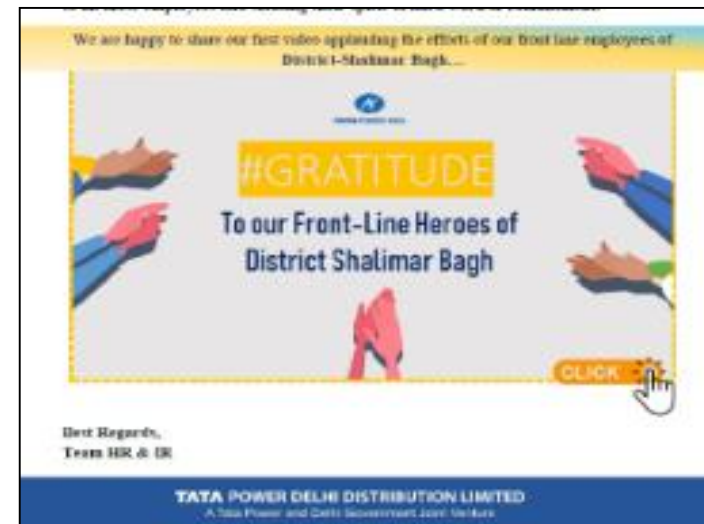 We are happy to share our first video applauding the efforts of our front line employees of
District-Shalimar Bagh....
#GRATITUDE
To our Front-Line Heroes of
District Shalimar Bagh
CLICK
Best Regards,
Team HR & IR
TATA POWER DELHI DISTRIBUTION LIMITED
A Tata Power and Delhi Government Joint Venture